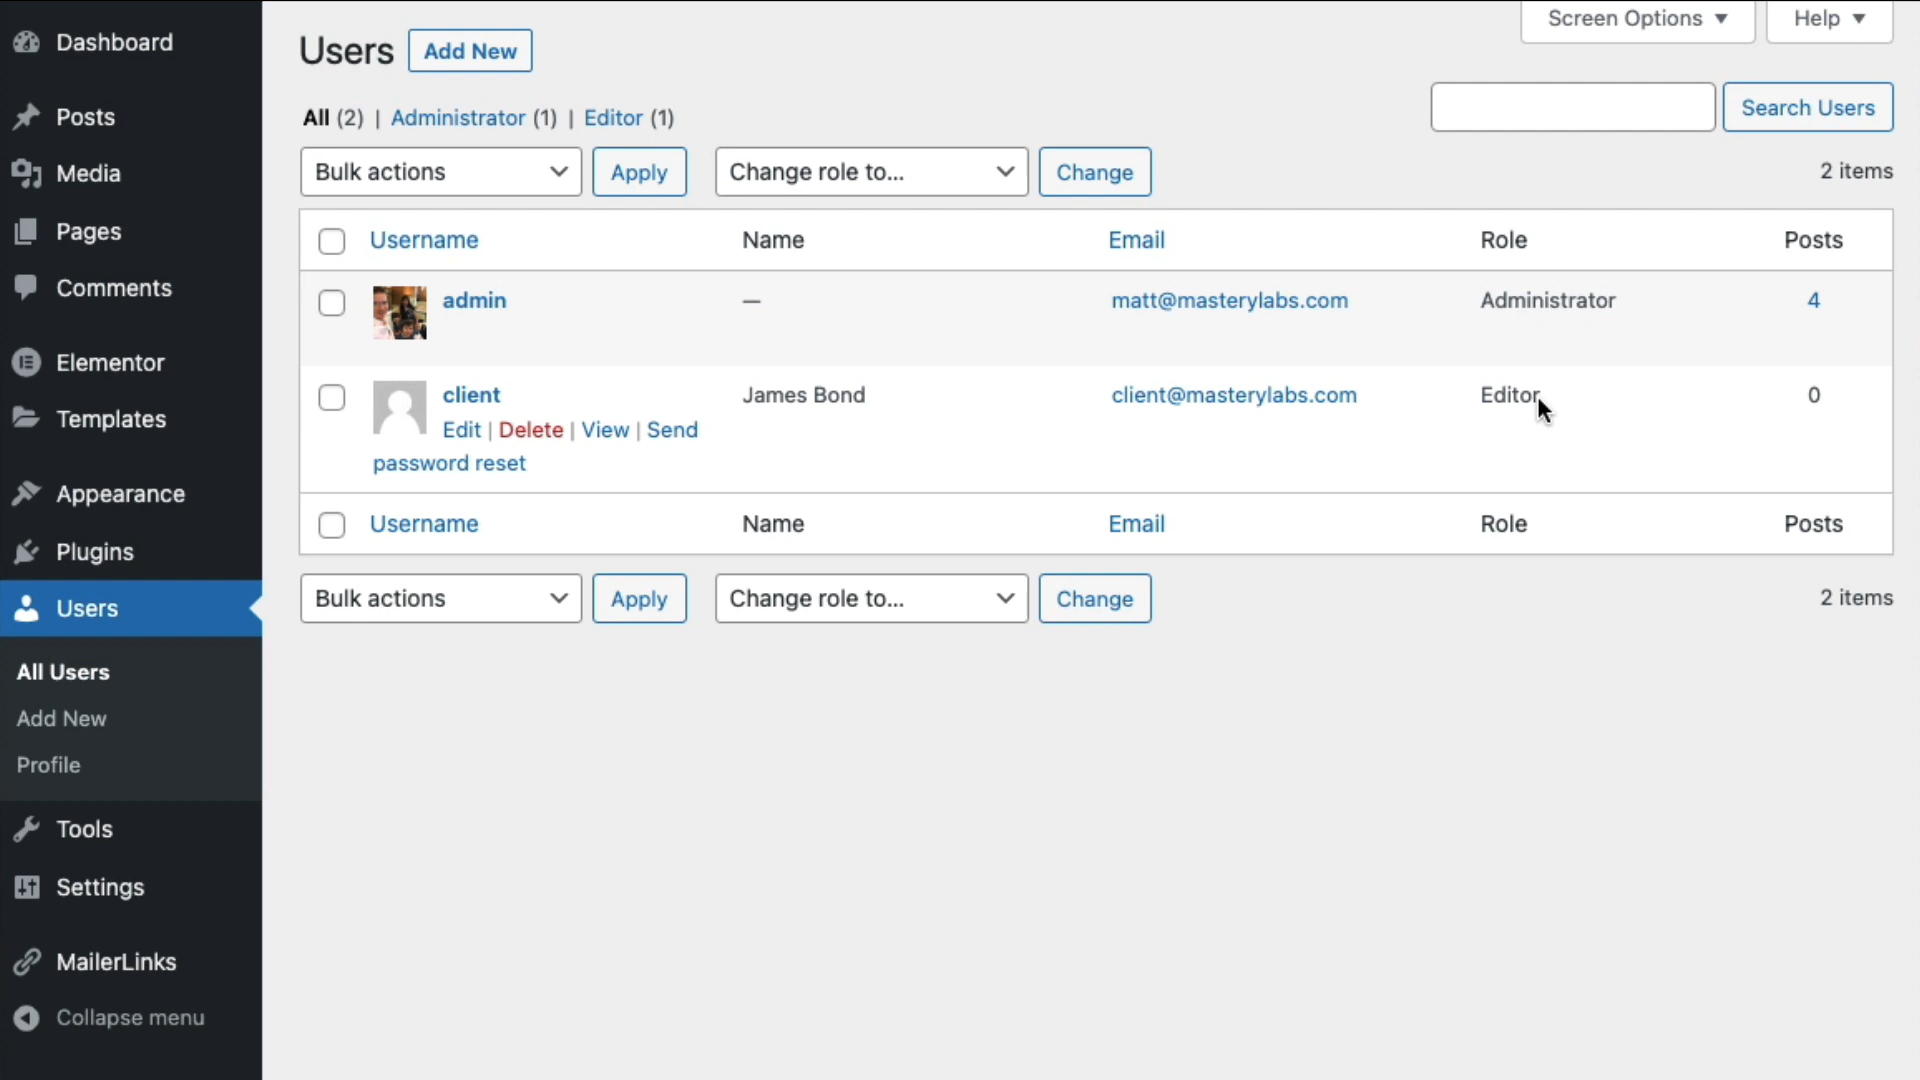 Dashboard
Posts
Media
Pages
Comments
Elementor
Templates
Appearance
Plugins
Users
All Users
Add New
Profile
Tools
Settings
MailerLinks
Collapse menu
Screen Options ▼
Help ▼
Users Add New
Search Users
All (2) | Administrator (1) | Editor (1)
Bulk actions Apply Change role to... Change 2 items
Username Name Email Role Posts
admin — matt@masterylabs.com Administrator 4
client James Bond client@masterylabs.com Editor 0
Edit | Delete | View | Send
password reset
Username Name Email Role Posts
Bulk actions Apply Change role to... Change 2 items